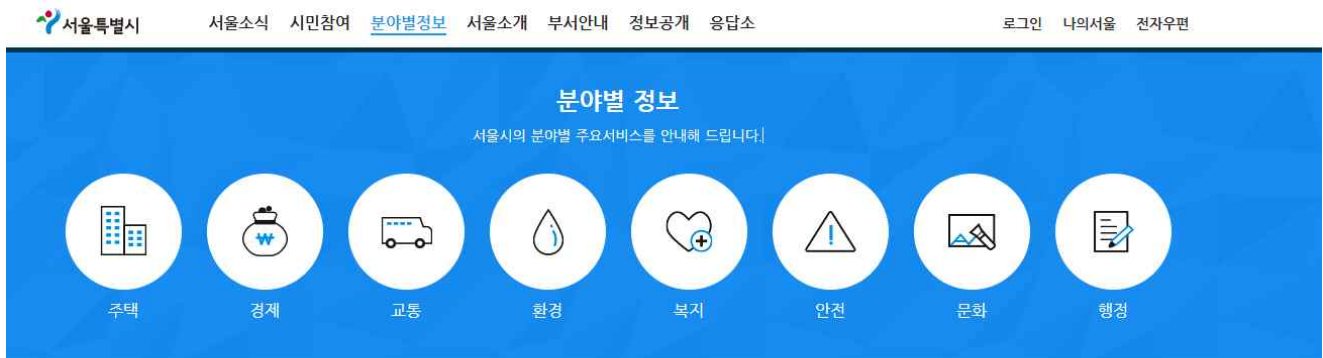 서울특별시 서울소식 시민참여 분야별정보 서울소개 부서안내 정보공개 응답소 로그인 나의서울 전자우편
분야별 정보
서울시의 분야별 주요서비스를 안내해 드립니다.
₩
주택 경제 교통 환경 복지 안전 문화 행정